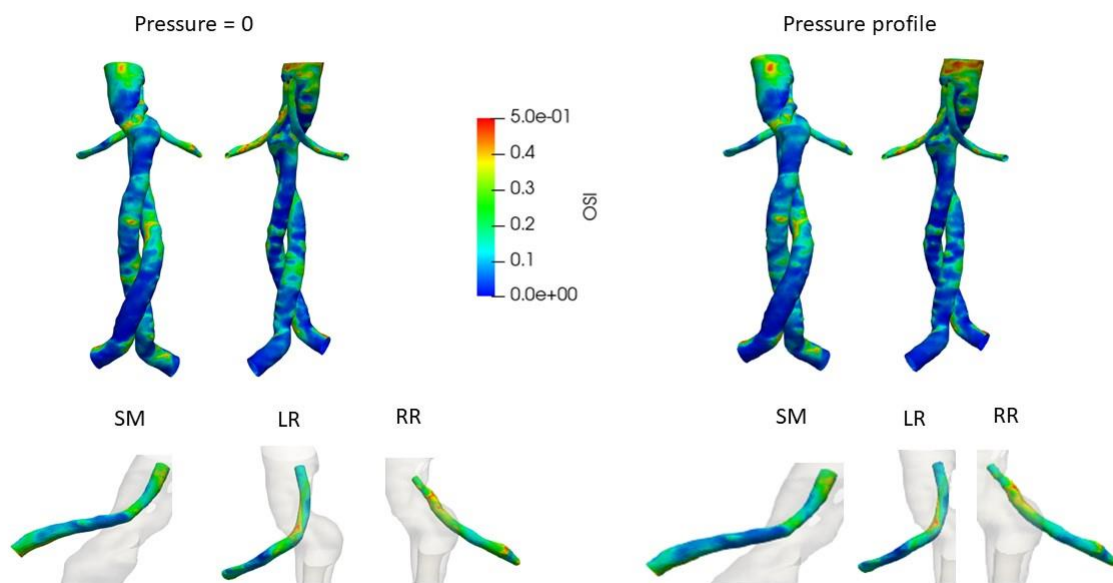 Pressure = 0
Pressure profile
5.0e-01
0.4
0.3
0.2
0.1
0.0e+00
OSI
SM
LR
RR
SM
LR
RR